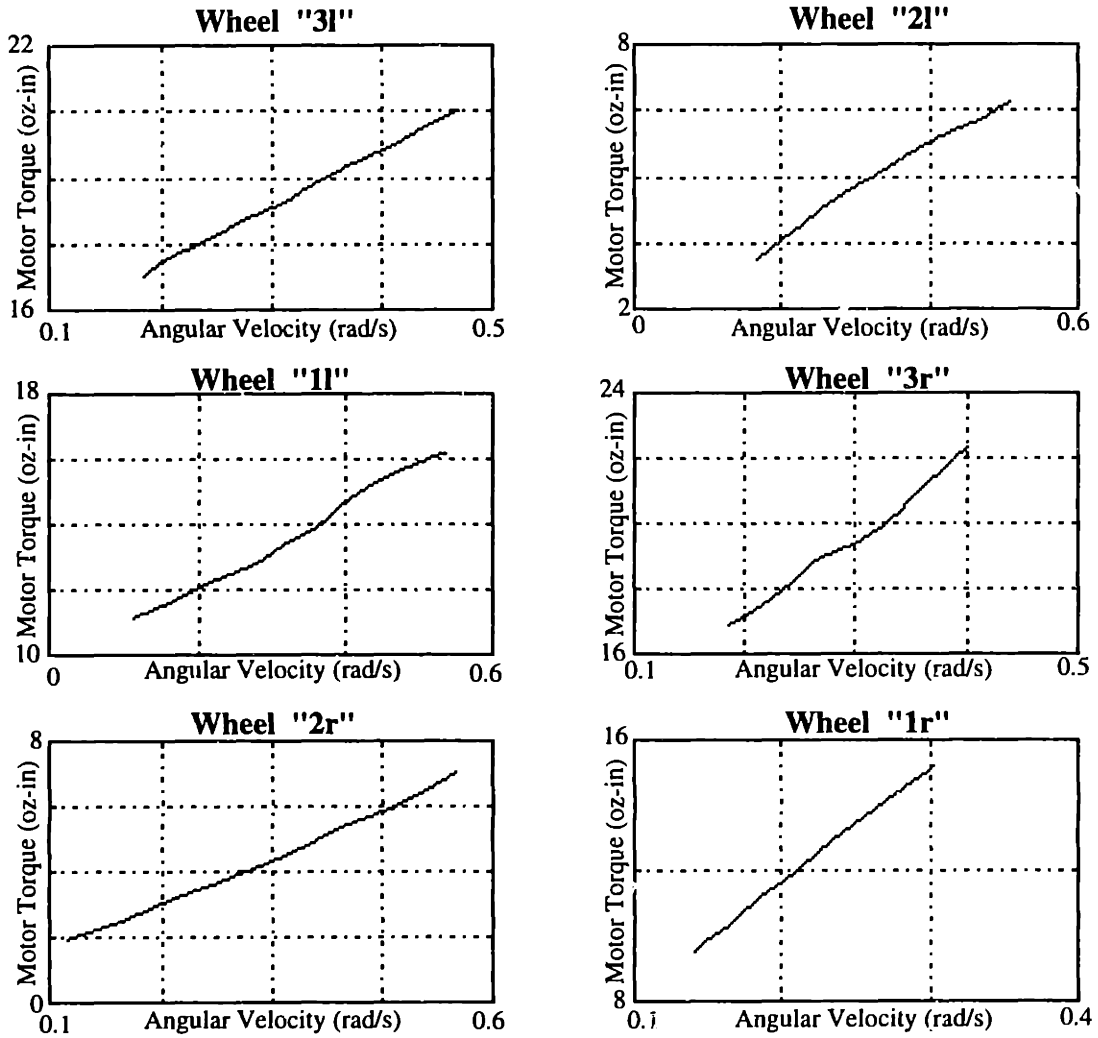 Wheel "3l"
22
Motor Torque (oz-in)
16
0.1
Angular Velocity (rad/s)
0.5
Wheel "2l"
8
Motor Torque (oz-in)
2
0
Angular Velocity (rad/s)
0.6
Wheel "1l"
18
Motor Torque (oz-in)
10
0
Angular Velocity (rad/s)
0.6
Wheel "3r"
24
Motor Torque (oz-in)
16
0.1
Angular Velocity (rad/s)
0.5
Wheel "2r"
8
Motor Torque (oz-in)
0
0.1
Angular Velocity (rad/s)
0.6
Wheel "1r"
16
Motor Torque (oz-in)
8
0.1
Angular Velocity (rad/s)
0.4